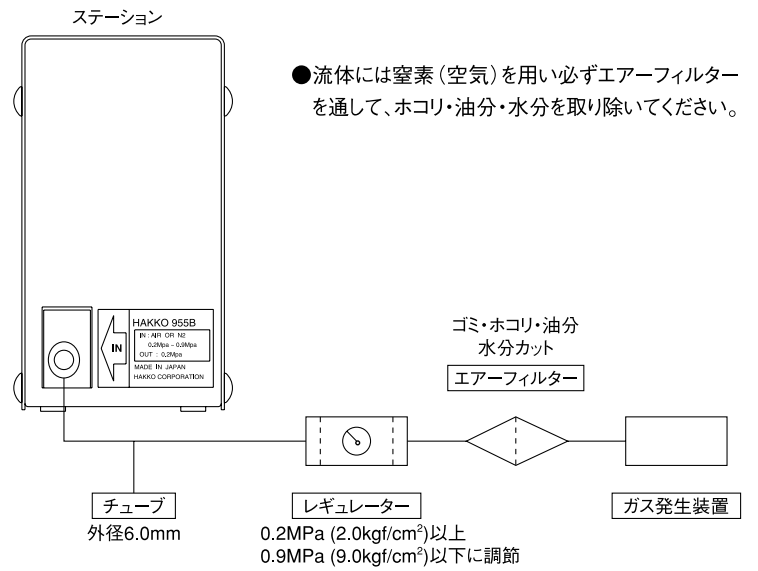 ステーション
●流体には窒素（空気）を用い必ずエアーフィルター
を通して、ホコリ・油分・水分を取り除いてください。
HAKKO 955B
IN : AIR OR N2
0.2Mpa ~ 0.9Mpa
OUT : 0.2Mpa
MADE IN JAPAN
HAKKO CORPORATION
IN
ゴミ・ホコリ・油分
水分カット
エアーフィルター
チューブ
外径6.0mm
レギュレーター
0.2MPa (2.0kgf/cm²)以上
0.9MPa (9.0kgf/cm²)以下に調節
ガス発生装置